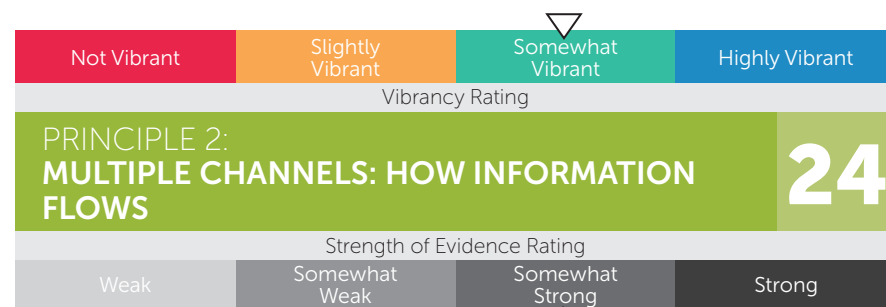 Not Vibrant
Slightly
Vibrant
Somewhat
Vibrant
Highly Vibrant
Vibrancy Rating
PRINCIPLE 2:
MULTIPLE CHANNELS: HOW INFORMATION
FLOWS
24
Strength of Evidence Rating
Weak
Somewhat
Weak
Somewhat
Strong
Strong